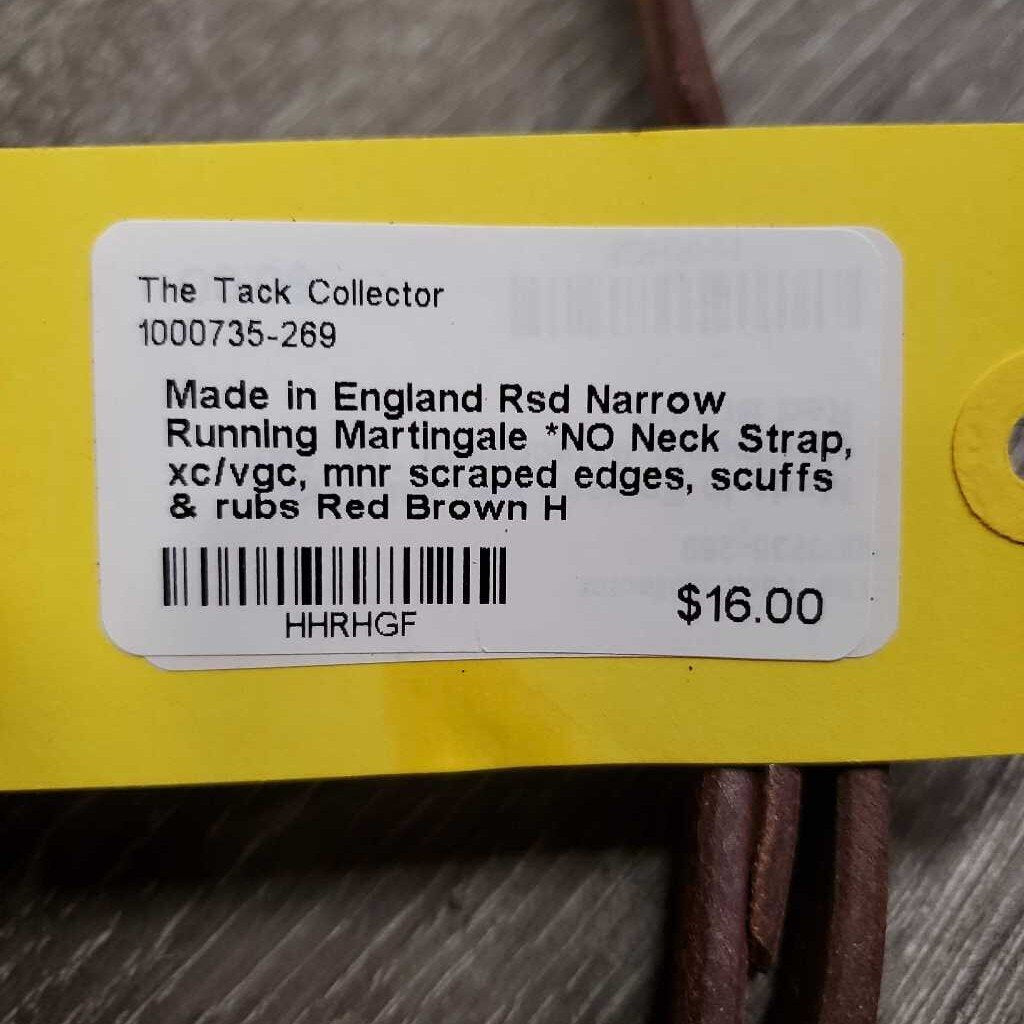 The Tack Collector
1000735-269
Made in England Rsd Narrow
Running Martingale *NO Neck Strap,
xc/vgc, mnr scraped edges, scuffs
& rubs Red Brown H
HHRHGF
$16.00